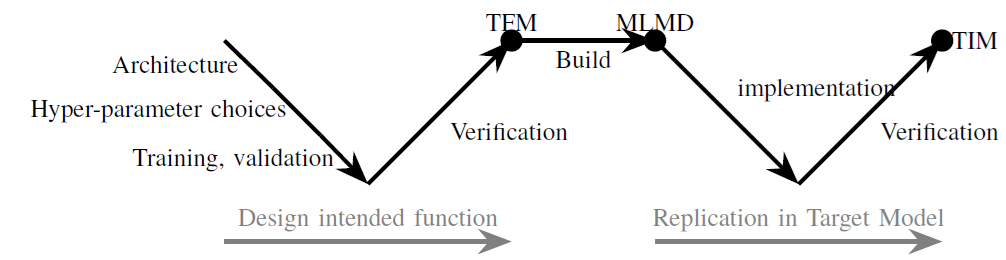 TFM
MLMD
TIM
Architecture
Build
Hyper-parameter choices
implementation
Training, validation
Verification
Verification
Design intended function
Replication in Target Model